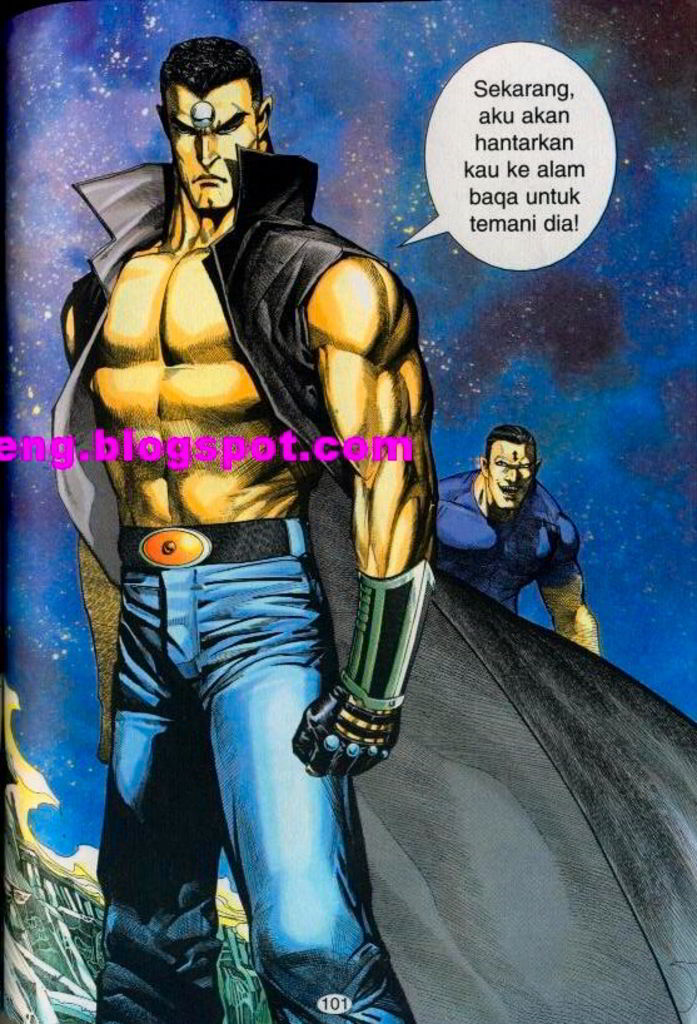 Sekarang,
aku akan
hantarkan
kau ke alam
baqa untuk
temani dia!
eng.blogspot.com
101